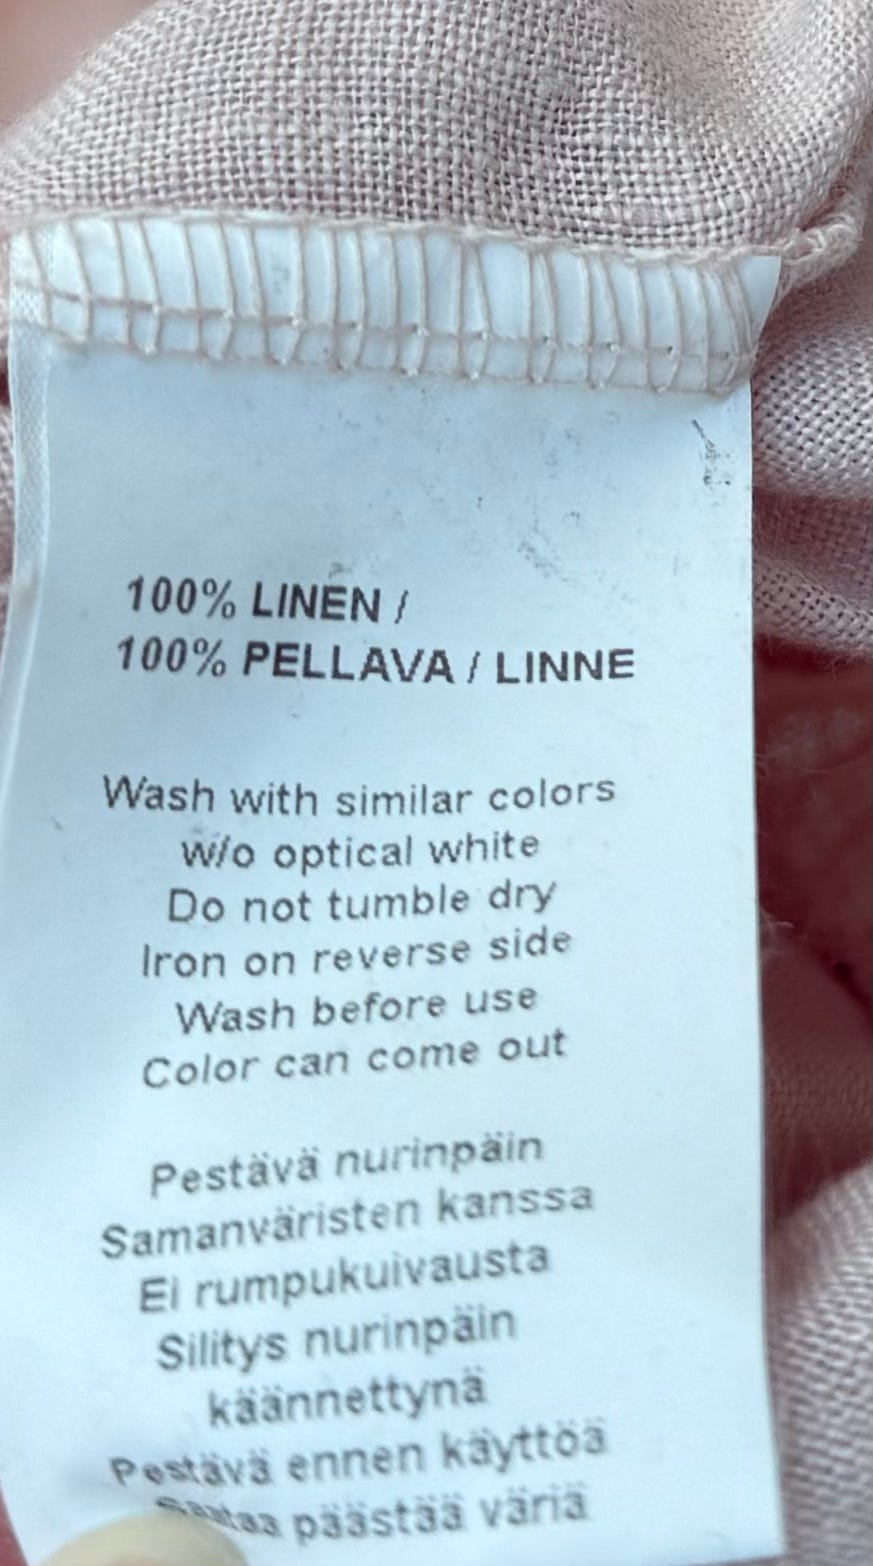 100% LINEN /
100% PELLAVA / LINNE
Wash with similar colors
w/o optical white
Do not tumble dry
Iron on reverse side
Wash before use
Color can come out
Pestävä nurinpäin
Samanväristen kanssa
Ei rumpukuivausta
Silitys nurinpäin
käännettynä
Pestävä ennen käyttöä
päästää väriä